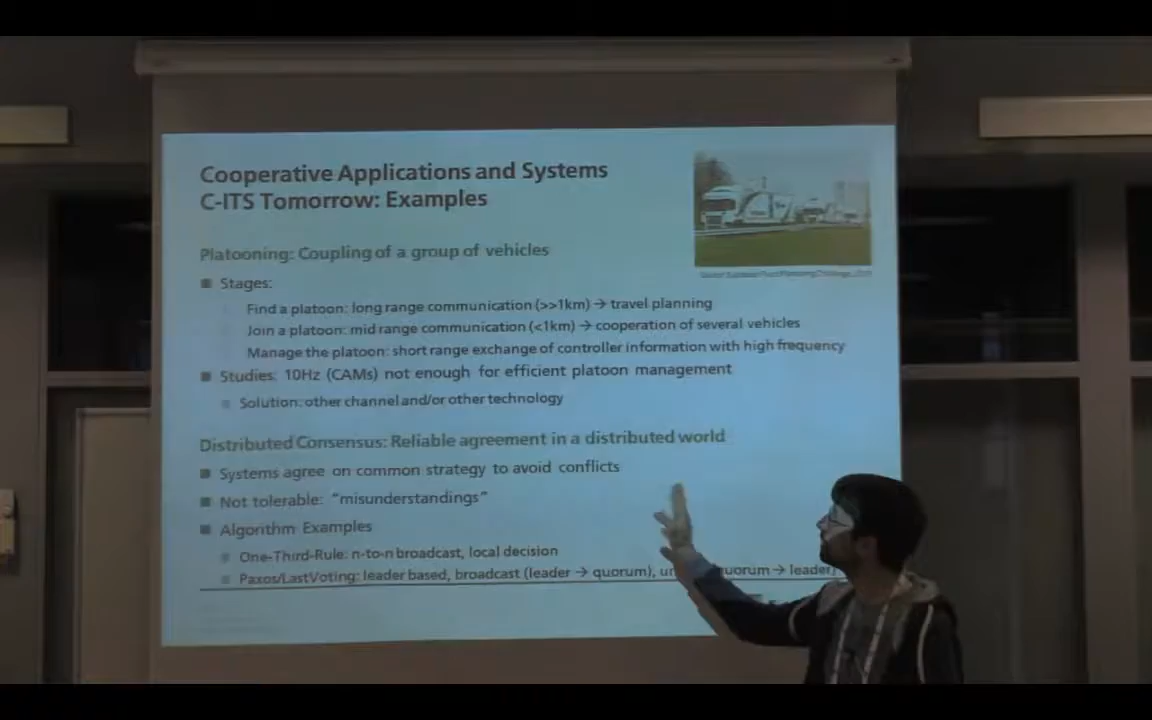 Cooperative Applications and Systems
C-ITS Tomorrow: Examples
Platooning: Coupling of a group of vehicles
Stages:
Find a platoon: long range communication (>>1km) → travel planning
Join a platoon: mid range communication (<1km) → cooperation of several vehicles
Manage the platoon: short range exchange of controller information with high frequency
Studies: 10Hz (CAMs) not enough for efficient platoon management
Solution: other channel and/or other technology
Distributed Consensus: Reliable agreement in a distributed world
Systems agree on common strategy to avoid conflicts
Not tolerable: "misunderstandings"
Algorithm Examples
One-Third-Rule: n-to-n broadcast, local decision
Paxos/LastVoting: leader based, broadcast (leader → quorum), → leader)